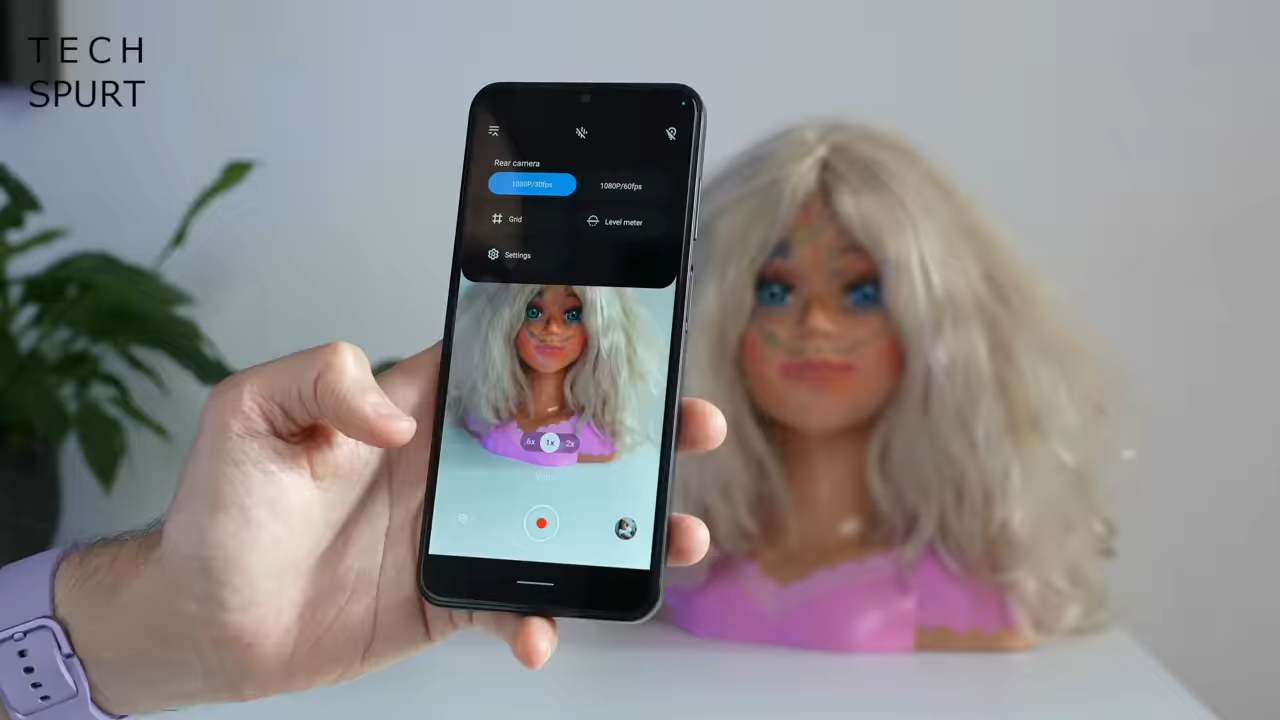 TECH
SPURT
Rear camera
1080P/30fps
1080P/60fps
Grid
Level meter
Settings
.6x
1x
2x